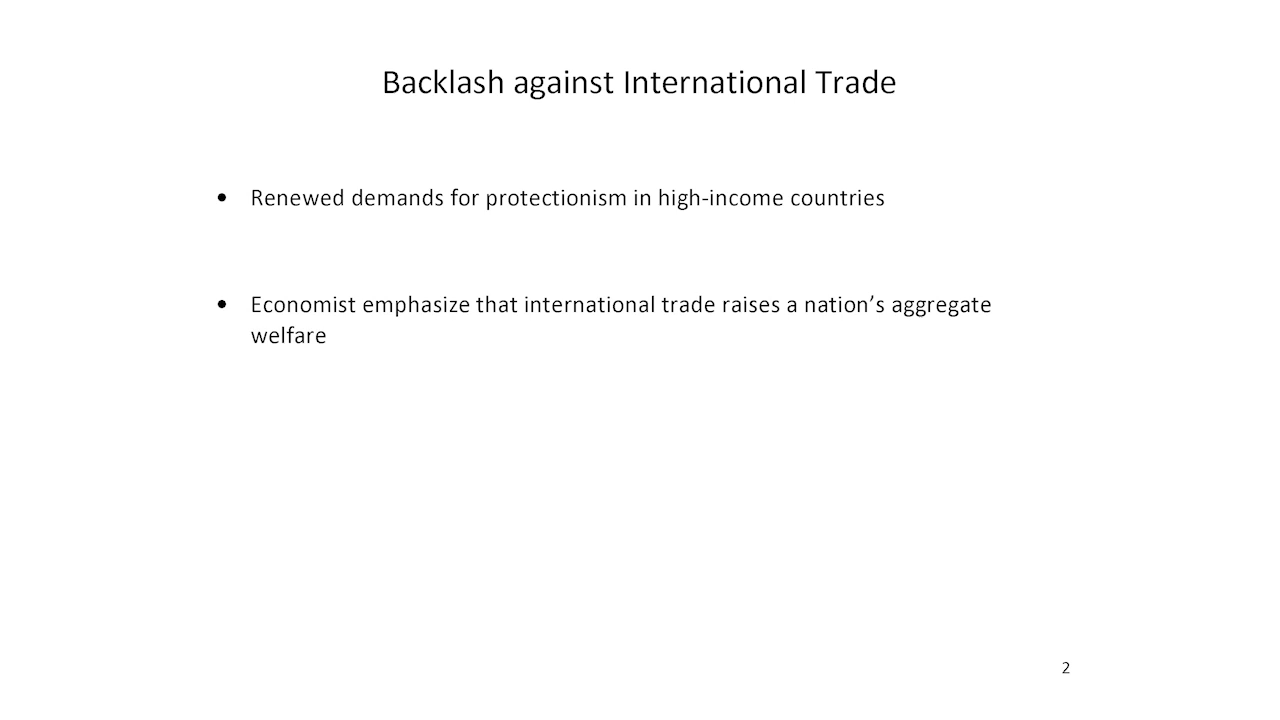 Backlash against International Trade
• Renewed demands for protectionism in high-income countries
• Economist emphasize that international trade raises a nation’s aggregate
welfare
2